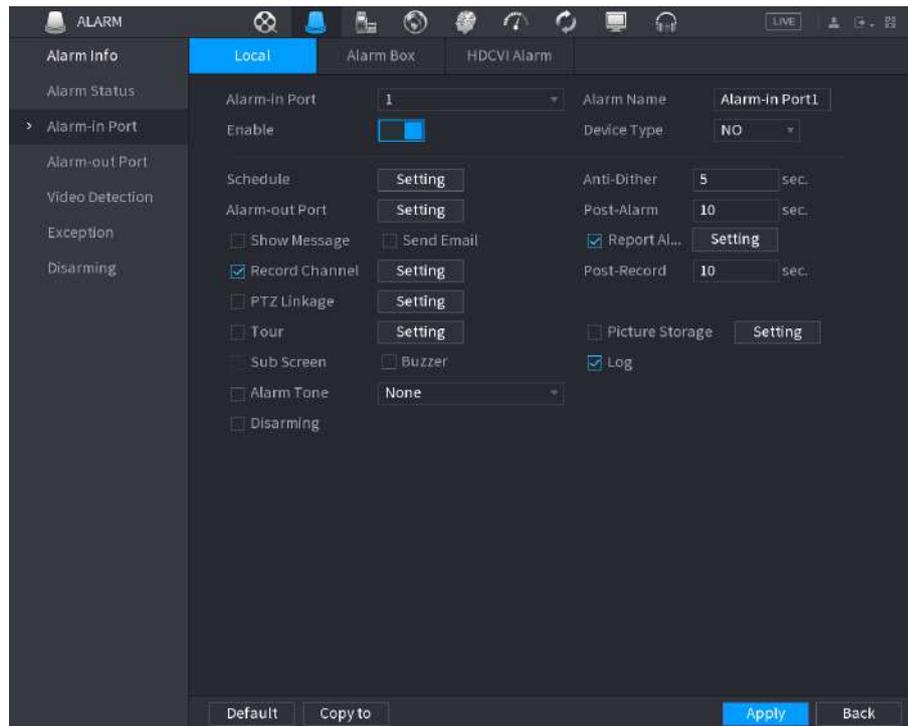 ALARM LIVE
Alarm Info
Alarm Status
Alarm-in Port
Alarm-out Port
Video Detection
Exception
Disarming
Local Alarm Box HDCVI Alarm
Alarm-in Port 1 Alarm Name Alarm-in Port1
Enable Device Type NO
Schedule Setting Anti-Dither 5 sec.
Alarm-out Port Setting Post-Alarm 10 sec.
Show Message Send Email Report Al... Setting
Record Channel Setting Post-Record 10 sec.
PTZ Linkage Setting
Tour Setting Picture Storage Setting
Sub Screen Buzzer Log
Alarm Tone None
Disarming
Default Copy to Apply Back